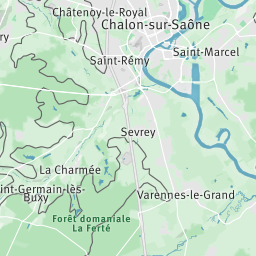 Châtenoy-le-Royal
Chalon-sur-Saône
Saint-Marcel
Saint-Rémy
Sevrey
La Charmée
int-Germain-lès-
Buxy
Varennes-le-Grand
Forêt domaniale
La Ferté